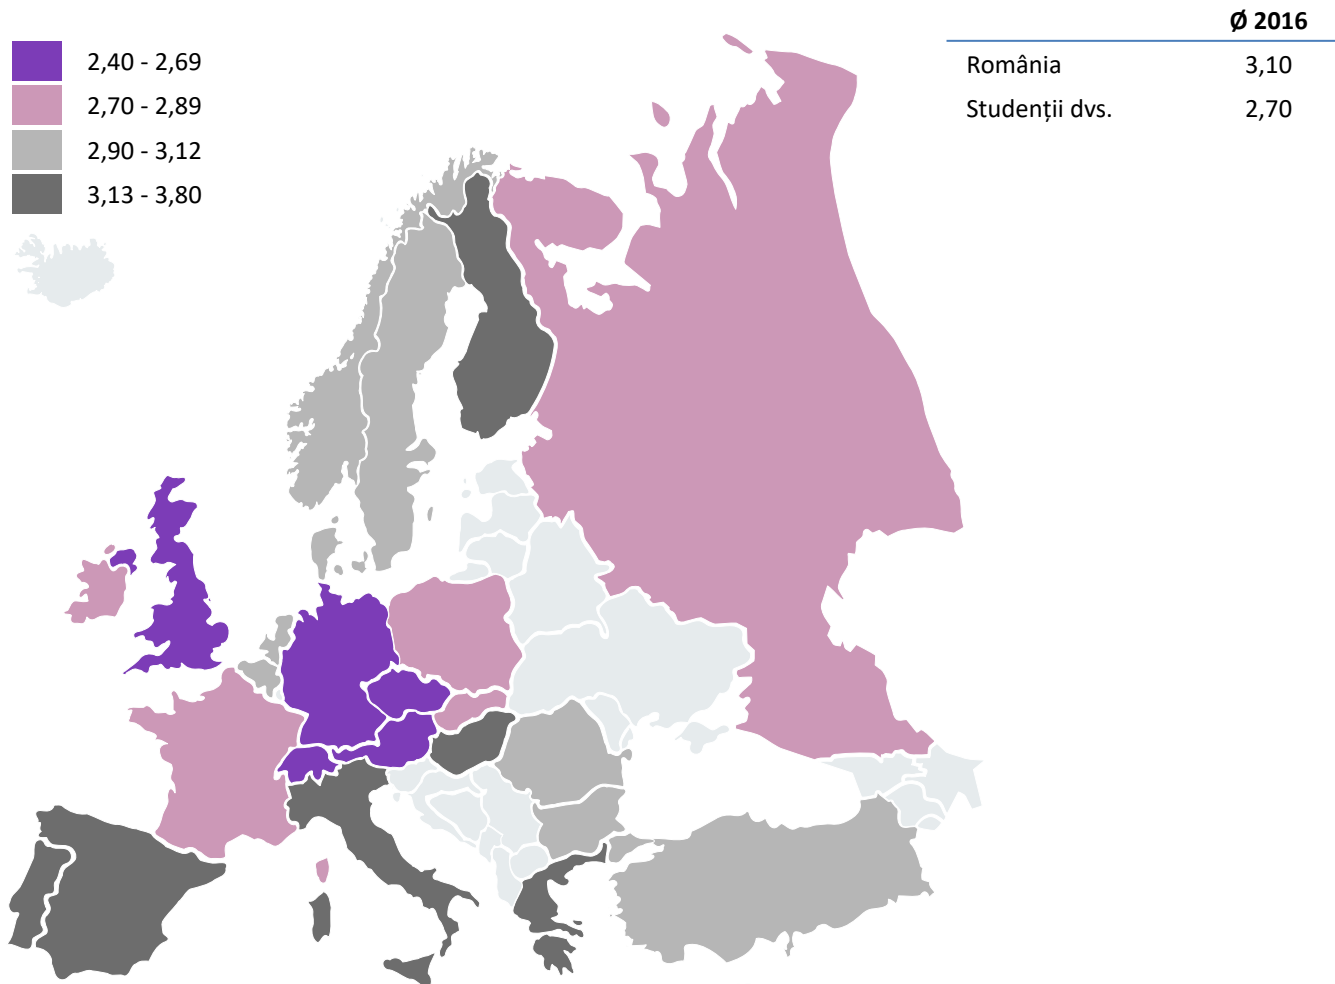 2,40 - 2,69
2,70 - 2,89
2,90 - 3,12
3,13 - 3,80
Ø 2016
România 3,10
Studenții dvs. 2,70